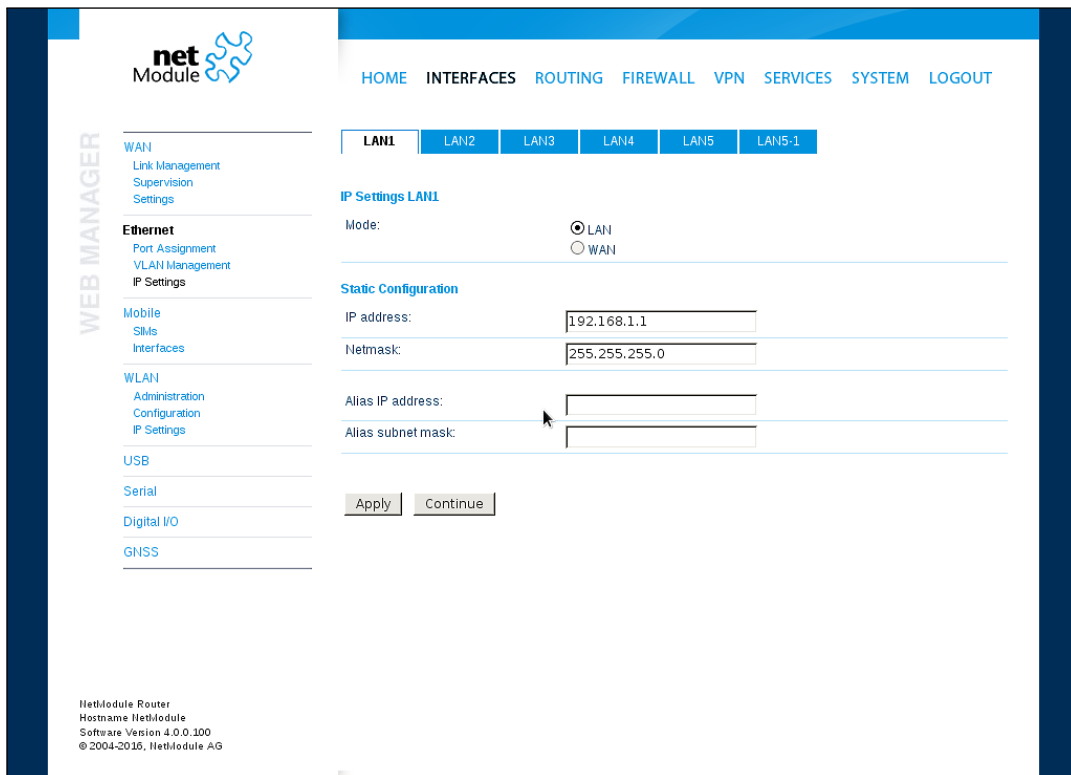 net
Module
HOME INTERFACES ROUTING FIREWALL VPN SERVICES SYSTEM LOGOUT
WEB MANAGER
WAN
Link Management
Supervision
Settings
Ethernet
Port Assignment
VLAN Management
IP Settings
Mobile
SIMs
Interfaces
WLAN
Administration
Configuration
IP Settings
USB
Serial
Digital I/O
GNSS
LAN1 LAN2 LAN3 LAN4 LAN5 LAN5-1
IP Settings LAN1
Mode:
LAN
WAN
Static Configuration
IP address: 192.168.1.1
Netmask: 255.255.255.0
Alias IP address:
Alias subnet mask:
Apply Continue
NetModule Router
Hostname NetModule
Software Version 4.0.0.100
© 2004-2016, NetModule AG